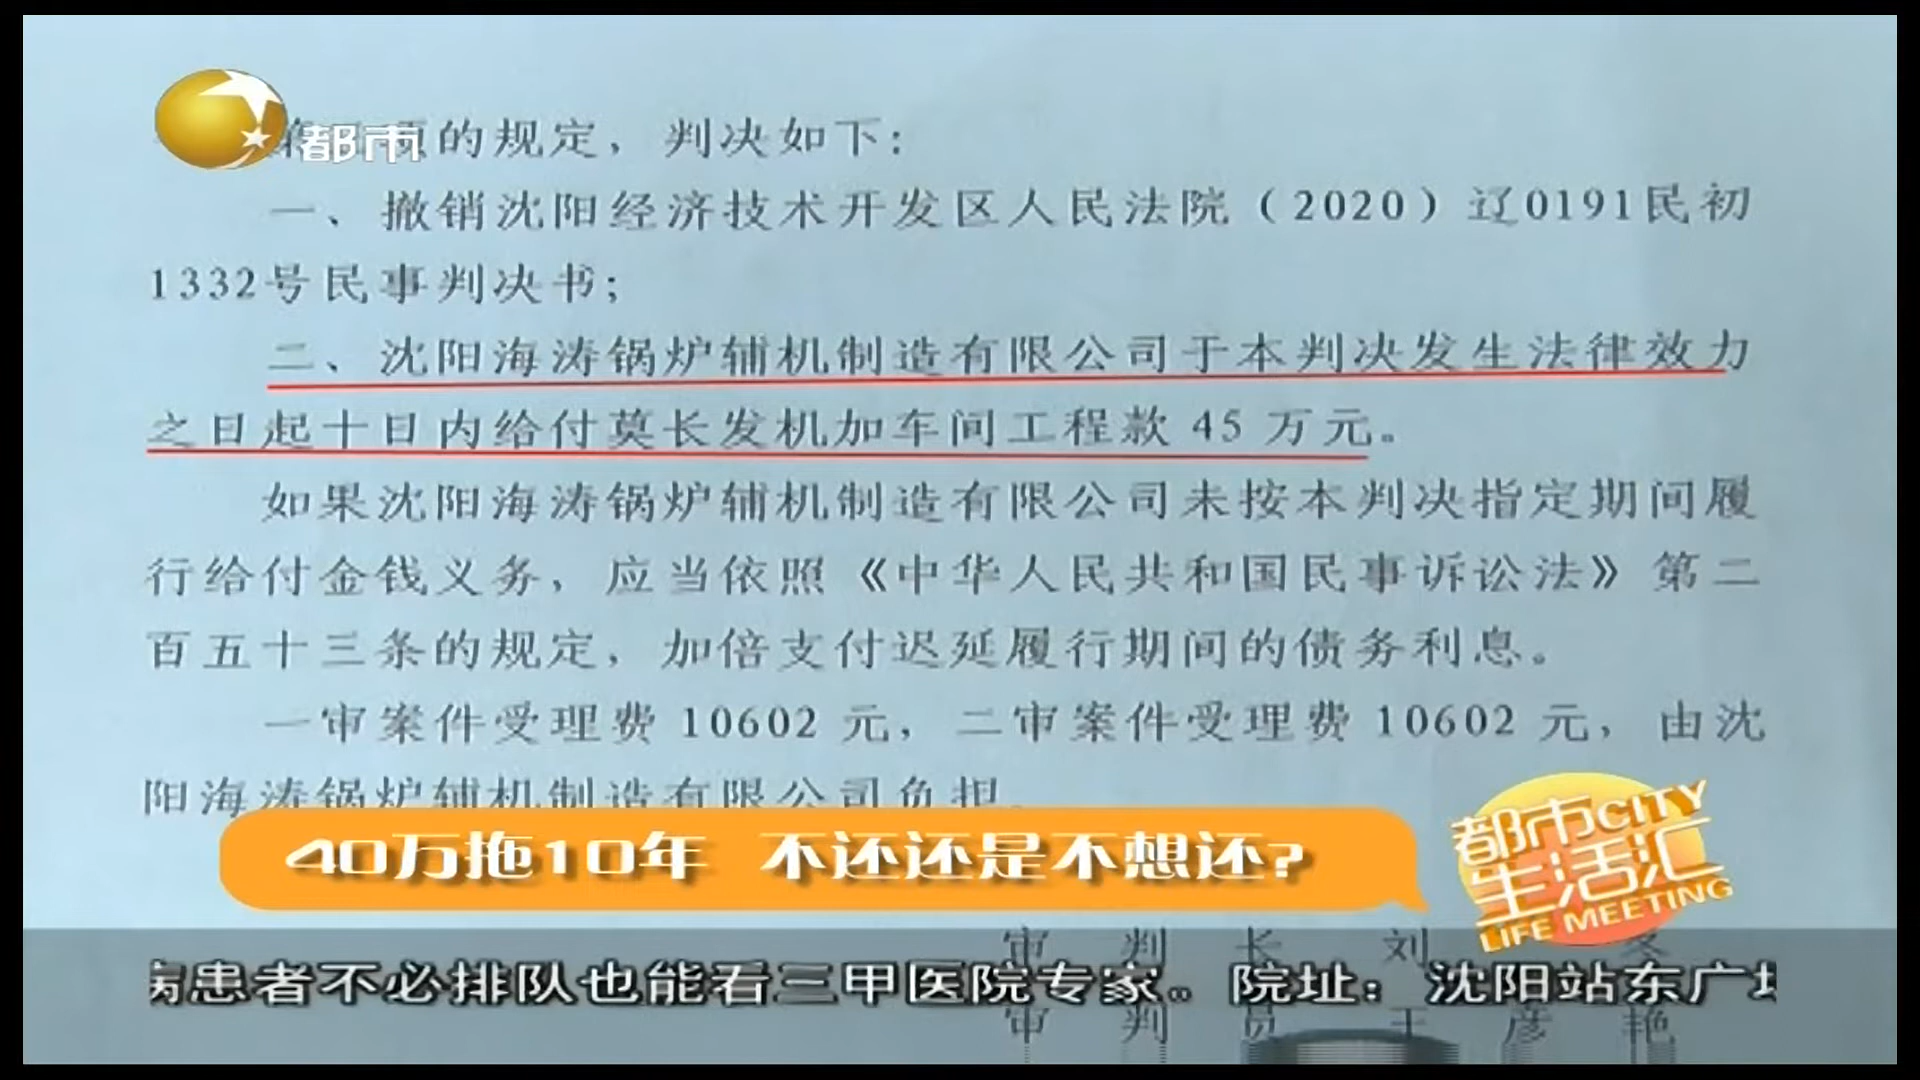 都市
的规定，判决如下：
一、撤销沈阳经济技术开发区人民法院（2020）辽0191民初
1332号民事判决书；
二、沈阳海涛锅炉辅机制造有限公司于本判决发生法律效力
之日起十日内给付莫长发机加车间工程款 45 万元。
如果沈阳海涛锅炉辅机制造有限公司未按本判决指定期间履
行给付金钱义务，应当依照《中华人民共和国民事诉讼法》第二
百五十三条的规定，加倍支付迟延履行期间的债务利息。
一审案件受理费 10602 元，二审案件受理费 10602 元，由沈
阳海涛锅炉辅机制造有限公司负担。
40万拖10年 不还还是不想还?
都市CITY
生活汇
LIFE MEETING
审 判 长 刘
患者不必排队也能看三甲医院专家。院址：沈阳站东广场
审 判 员 王 彦 艳